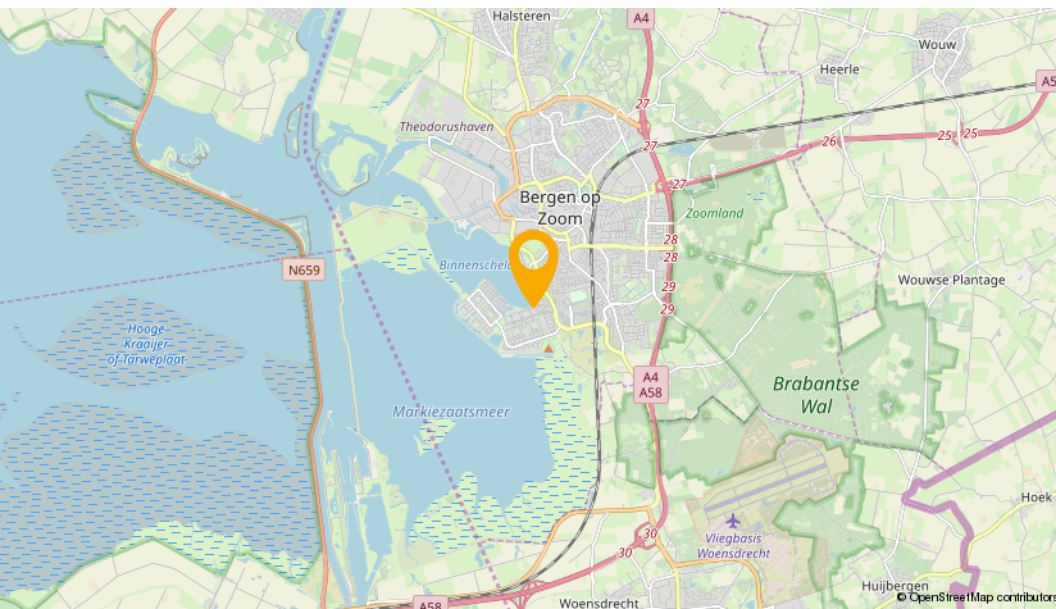 Halsteren
A4
Wouw
Heerle
A5
27
Theodorushaven
27
26
25
25
27
Bergen op
Zoom
Zoomland
28
28
Binnensche
N659
Wouwse Plantage
29
29
Hooge
Kraaijer
of Tarweplaat
A4
A58
Brabantse
Wal
Markiezaatsmeer
Hoek
30
Vliegbasis
Woensdrecht
30
Huijbergen
© OpenStreetMap contributors
A58
Woensdrecht